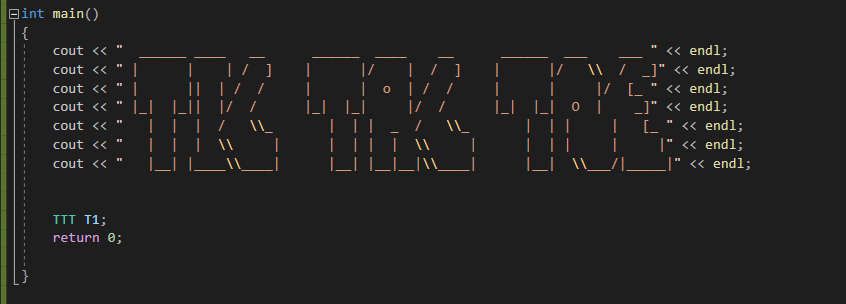 int main()
{
    cout << "  ______ ____   __      ______  ____    __      ______  ___    ___ " << endl;
    cout << " |      |    | / ]    |      |/    |  /  ]    |      |/   \\  /  _]" << endl;
    cout << " |      ||  | /  /     |      |  o  | /  /     |      |     |/  [_ " << endl;
    cout << " |_|  |_||  |/  /      |_|  |_|     |/  /      |_|  |_|  O  |    _]" << endl;
    cout << "   |  |  |  /   \\_       |  | |  _  /   \\_       |  | |     |   [_ " << endl;
    cout << "   |  |  |  \\     |      |  | |  |  \\     |      |  | |     |     |" << endl;
    cout << "   |__| |____\\____|      |__| |__|__|\\____|      |__|  \\___/|_____|" << endl;
    TTT T1;
    return 0;
}